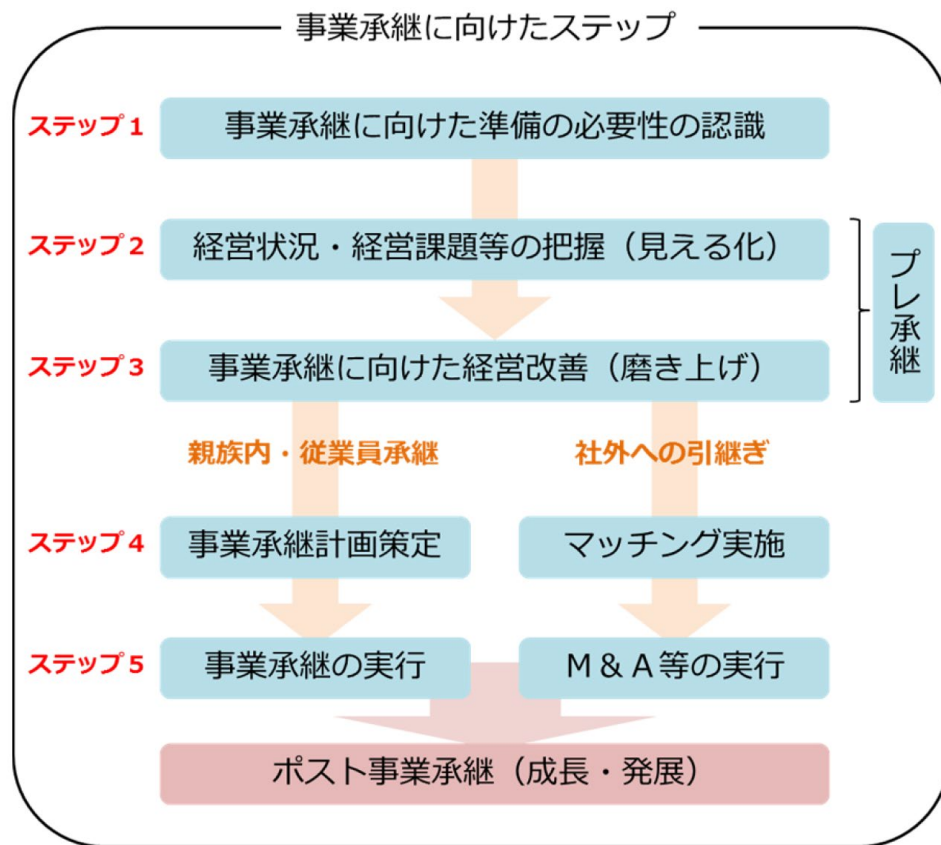 事業承継に向けたステップ
ステップ１
事業承継に向けた準備の必要性の認識
ステップ２
経営状況・経営課題等の把握（見える化）
プレ承継
ステップ３
事業承継に向けた経営改善（磨き上げ）
親族内・従業員承継
社外への引継ぎ
ステップ４
事業承継計画策定
マッチング実施
ステップ５
事業承継の実行
Ｍ＆Ａ等の実行
ポスト事業承継（成長・発展）